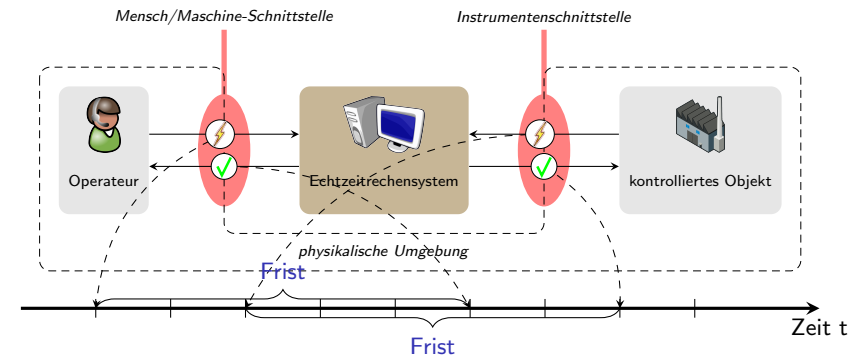 Mensch/Maschine-Schnittstelle
Instrumentenschnittstelle
Operateur
Echtzeitrechensystem
kontrolliertes Objekt
physikalische Umgebung
Frist
Zeit t
Frist